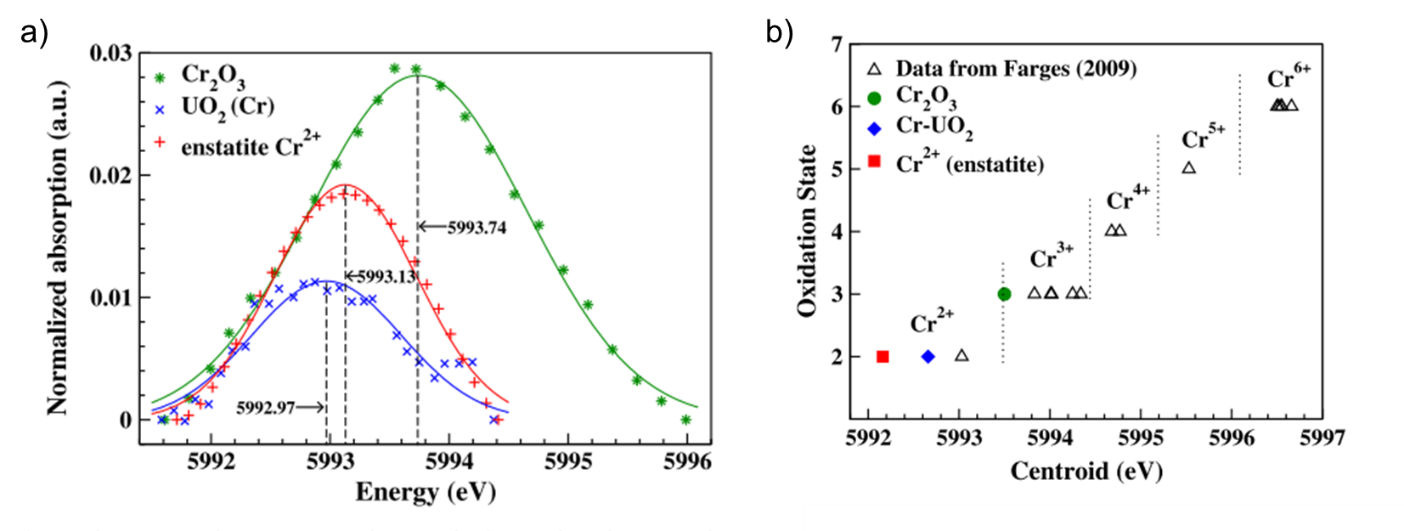 a)
0.03
0.02
0.01
0
Normalized absorption (a.u.)
Cr₂O₃
UO₂ (Cr)
enstatite Cr²⁺
5993.74
5993.13
5992.97
5992 5993 5994 5995 5996
Energy (eV)
b)
7
6
5
4
3
2
Oxidation State
Data from Farges (2009)
Cr₂O₃
Cr-UO₂
Cr²⁺ (enstatite)
Cr²⁺
Cr³⁺
Cr⁴⁺
Cr⁵⁺
Cr⁶⁺
5992 5993 5994 5995 5996 5997
Centroid (eV)